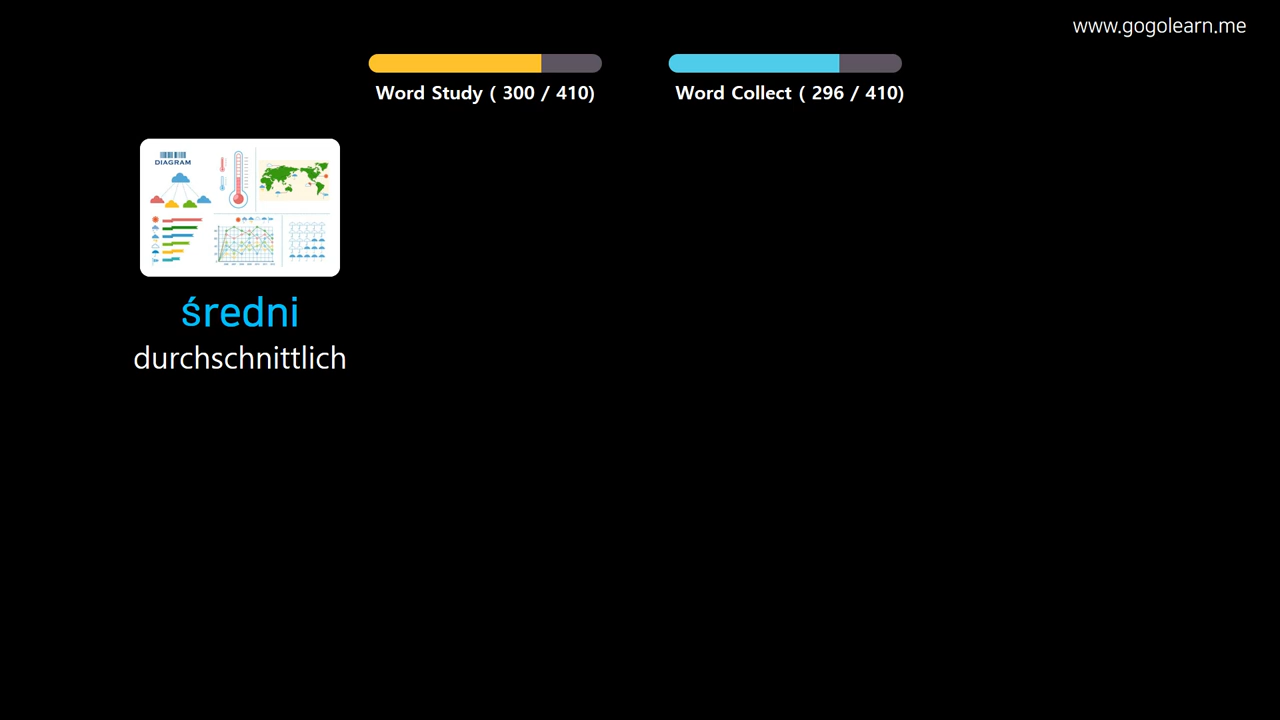 www.gogolearn.me
Word Study ( 300 / 410)
Word Collect ( 296 / 410)
DIAGRAM
średni
durchschnittlich